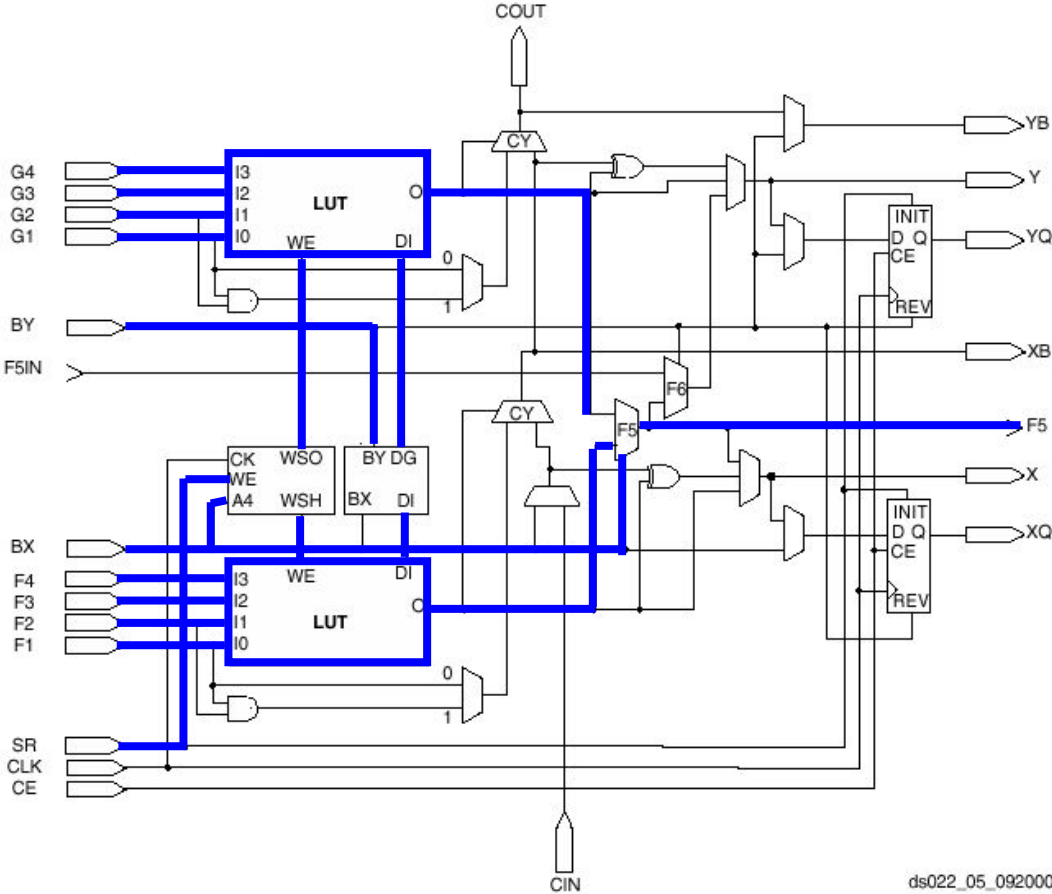 COUT
YB
CY
G4 I3
G3 I2 LUT O Y
G2 I1
G1 I0 WE DI
INIT
D Q YQ
CE
0
1
REV
BY
F5IN
XB
F6
CY
F5 F5
CK WSO BY DG
WE
A4 WSH BX DI
X
INIT
D Q XQ
CE
REV
BX
F4 I3 WE DI
F3 I2 O
F2 I1 LUT
F1 I0
0
1
SR
CLK
CE
CIN
ds022_05_092000